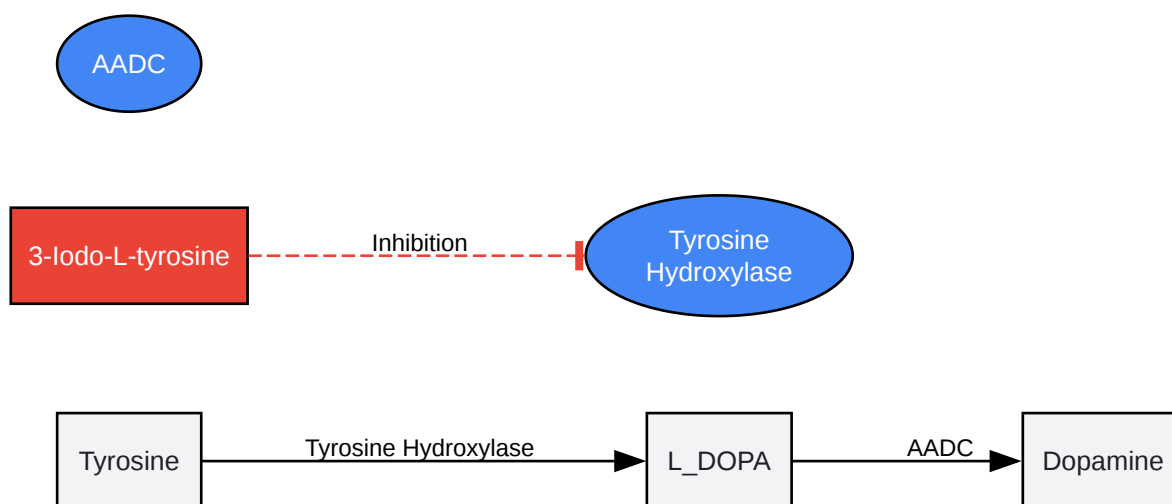 AADC
3-Iodo-L-tyrosine
Inhibition
Tyrosine
Hydroxylase
Tyrosine
Tyrosine Hydroxylase
L_DOPA
AADC
Dopamine